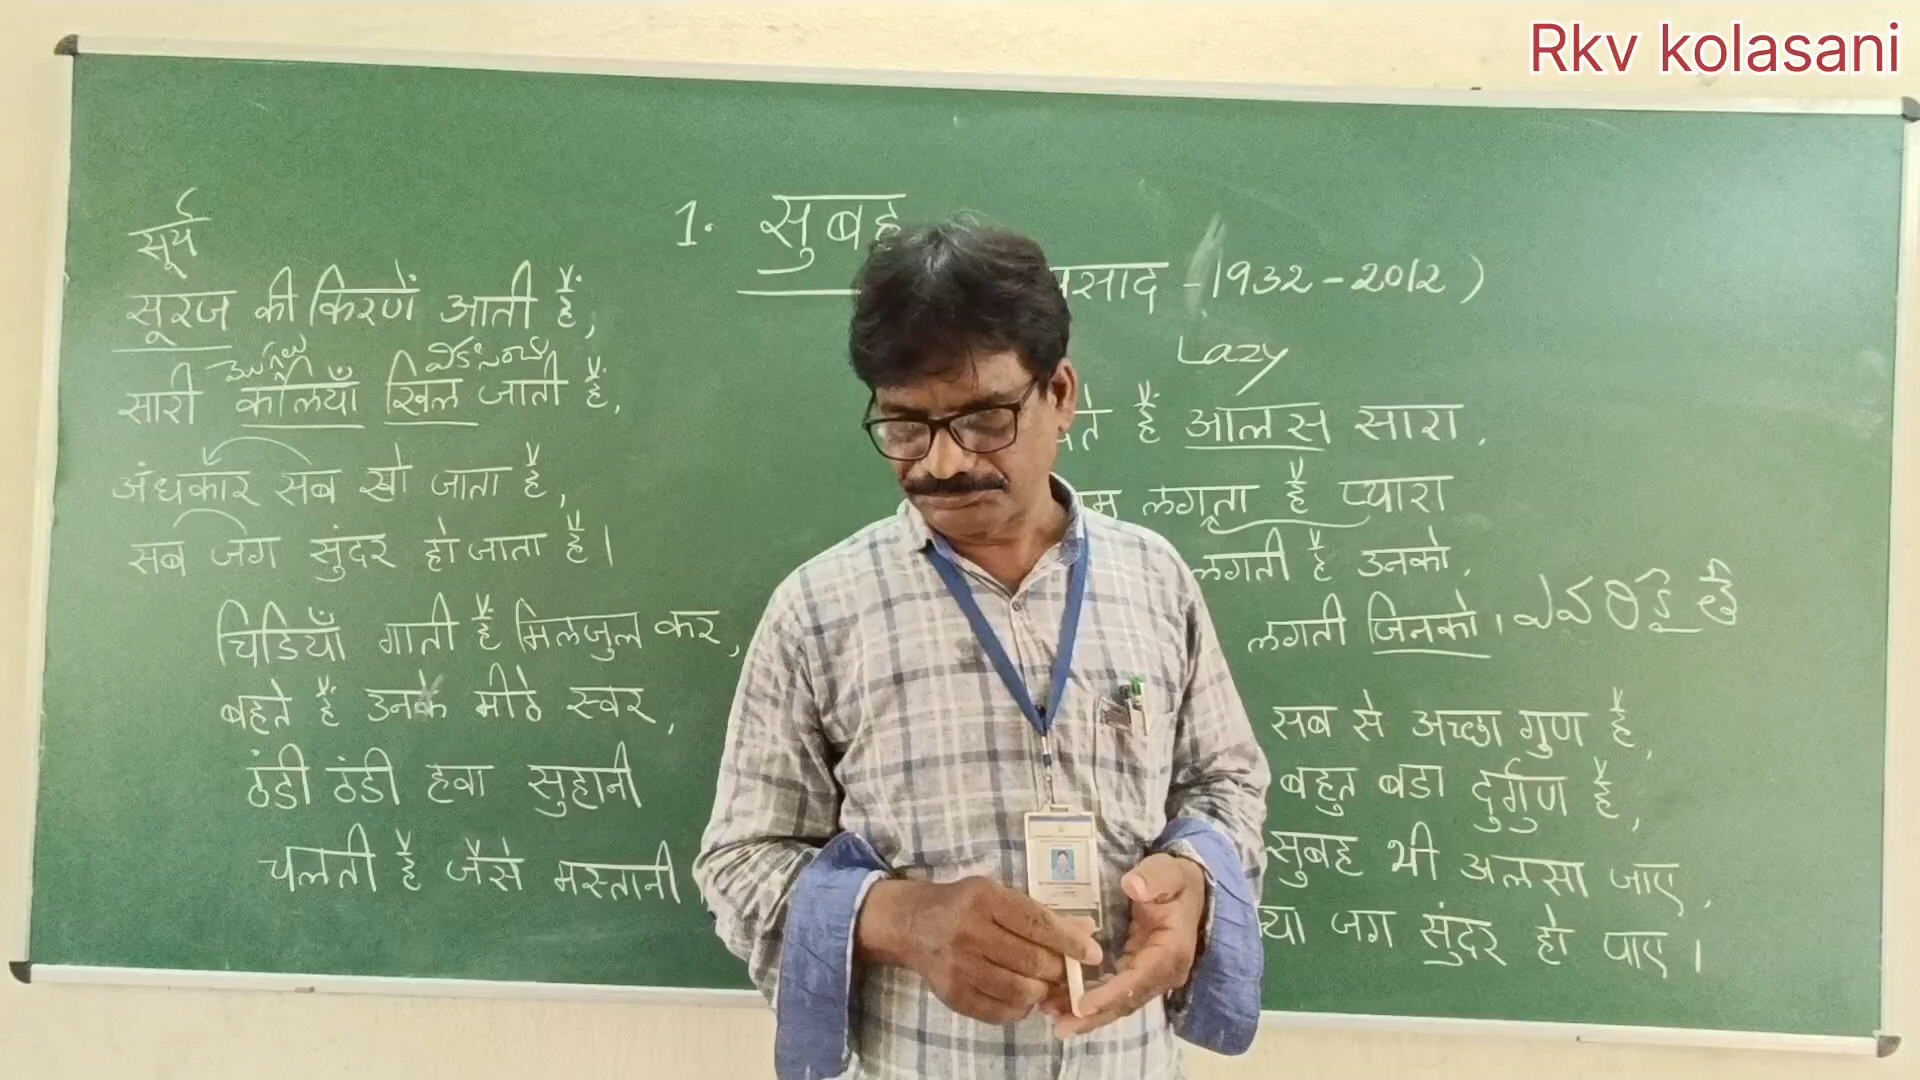 Rkv kolasani
1. सुबह
प्रसाद - (1932-2012)
सूर्य
सूरज की किरणें आती हैं,
మొగ్గలు
सारी कलियाँ खिल जाती हैं,
अंधकार सब खो जाता है,
सब जग सुंदर हो जाता है।
चिडियाँ गाती हैं मिलजुल कर,
बहते हैं उनके मीठे स्वर,
ठंडी ठंडी हवा सुहानी
चलती है जैसे मस्तानी
Lazy
हैं आलस सारा,
लगता है प्यारा
लगती है उनको,
लगती जिनको।
सब से अच्छा गुण है,
बहुत बडा दुर्गुण है,
सुबह भी अलसा जाए,
जग सुंदर हो पाए।